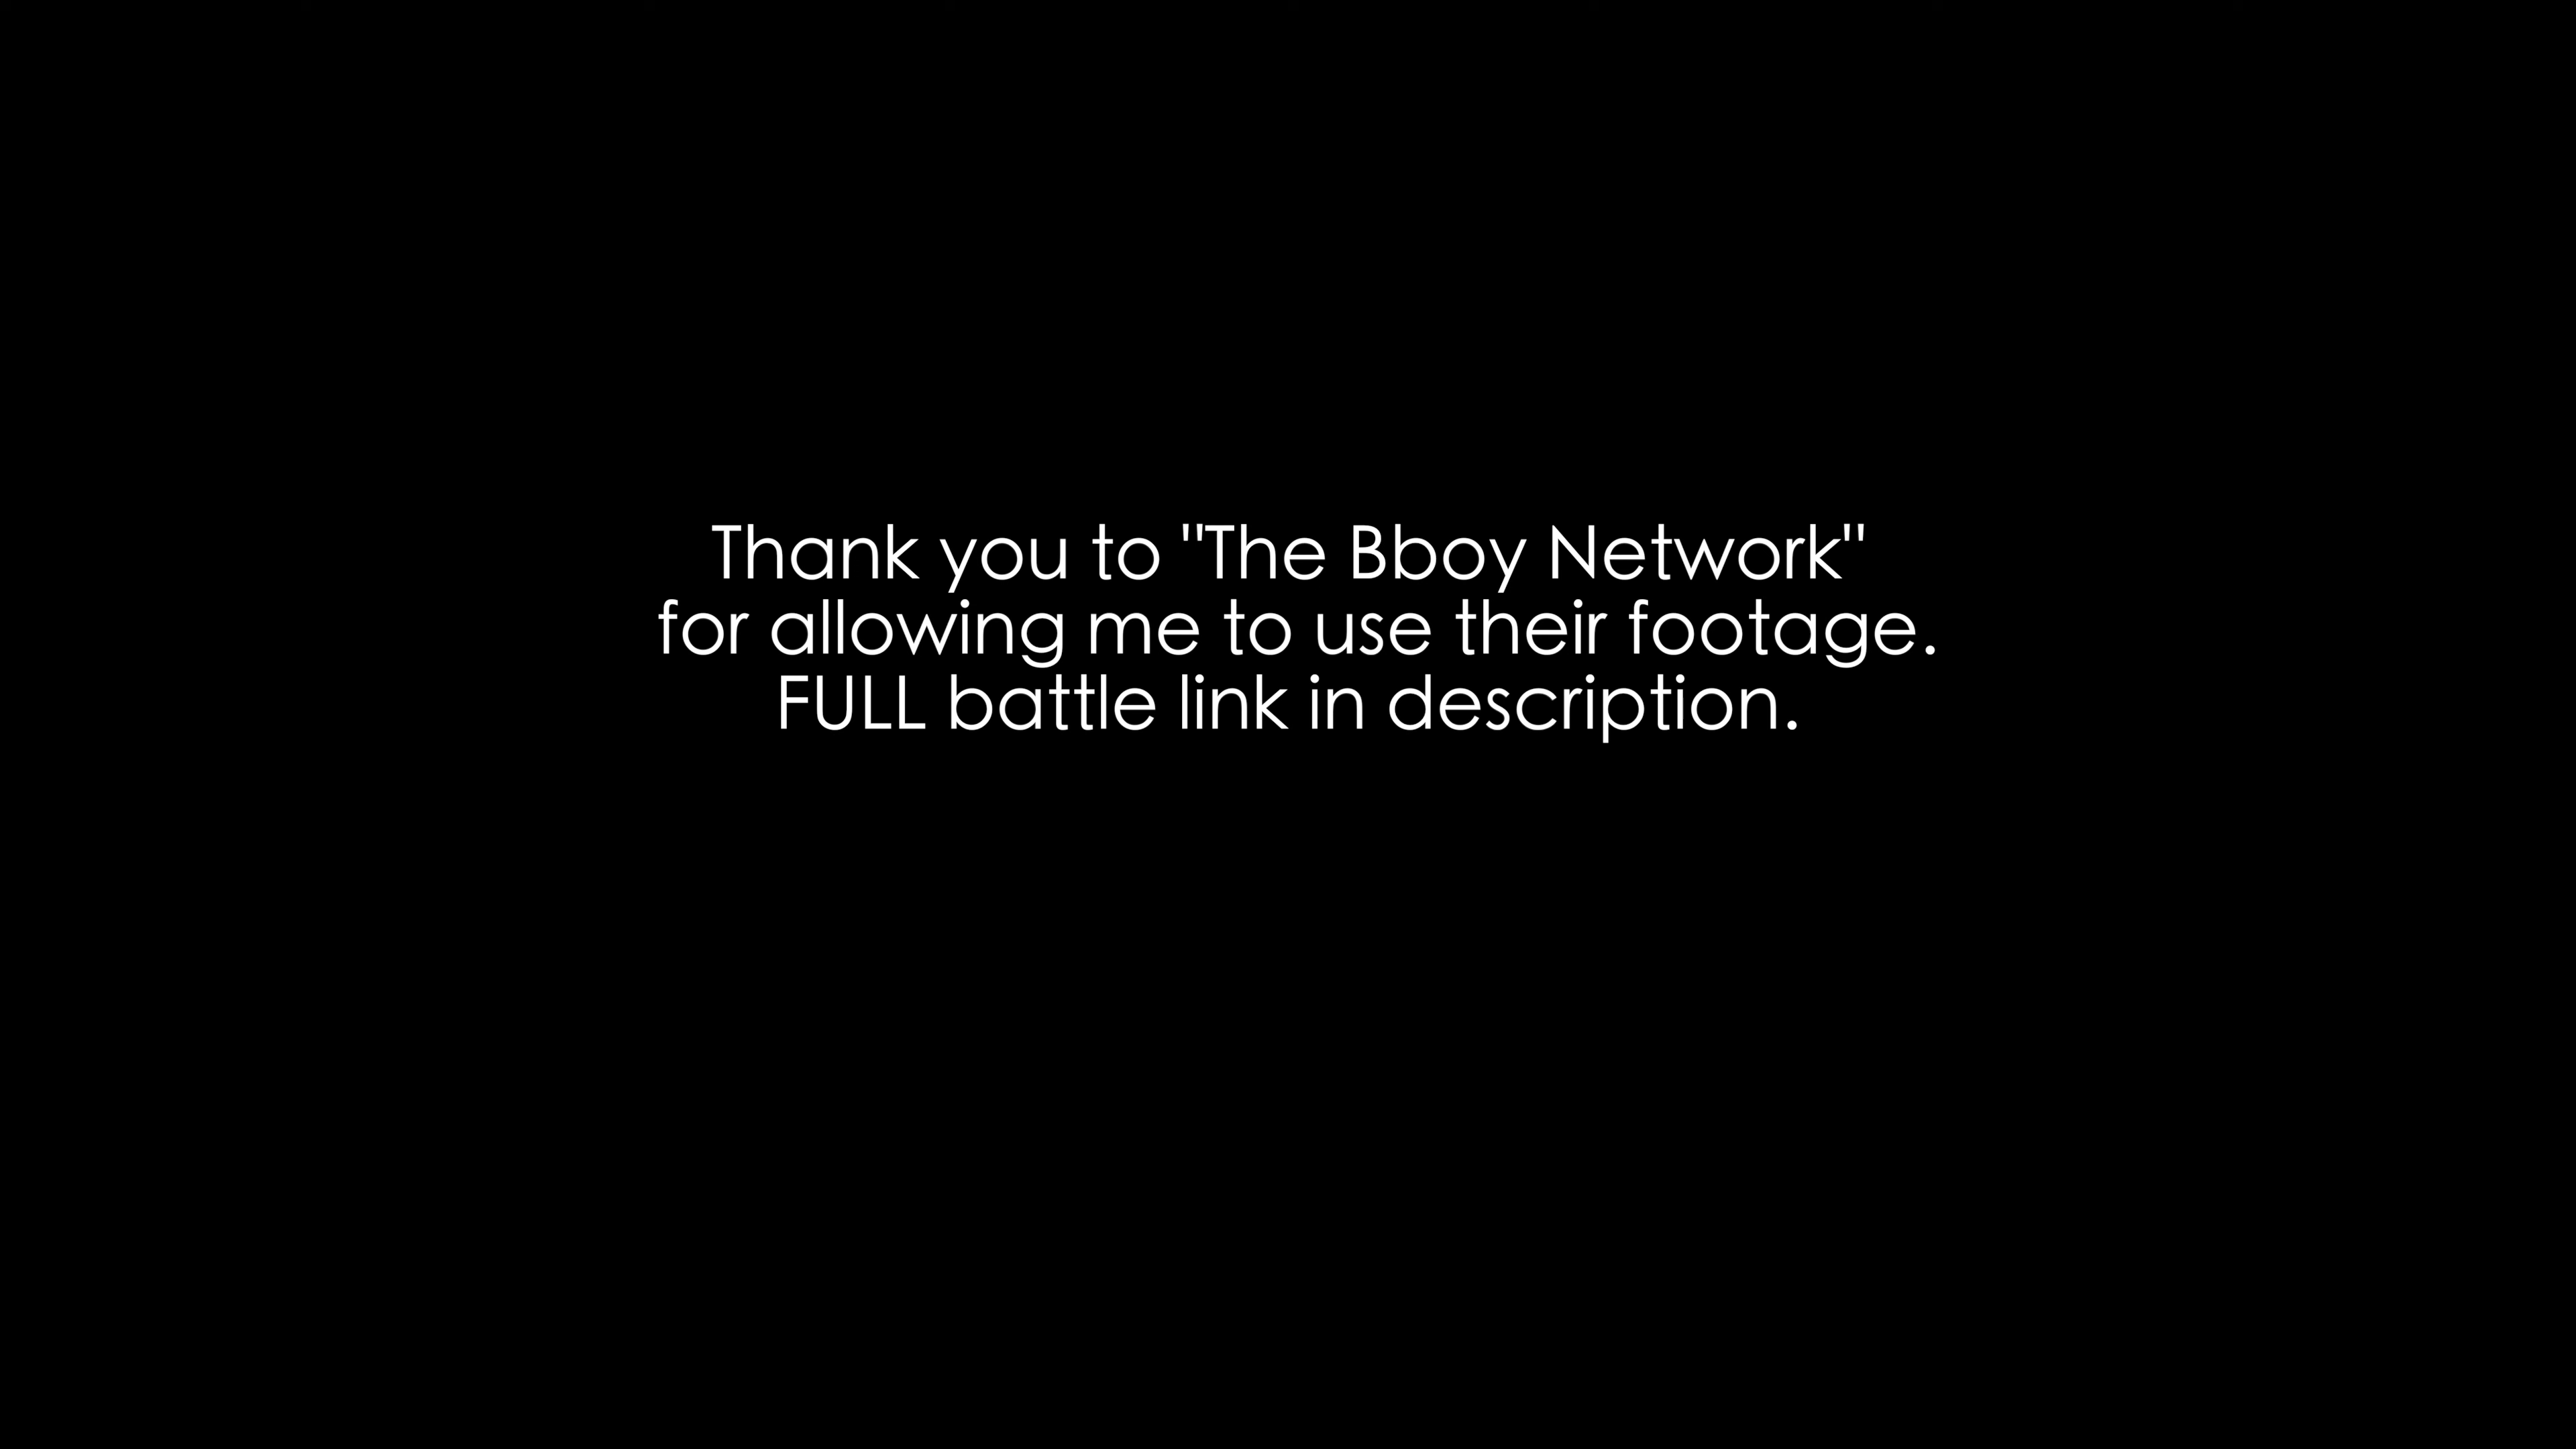 Thank you to "The Bboy Network"
for allowing me to use their footage.
FULL battle link in description.